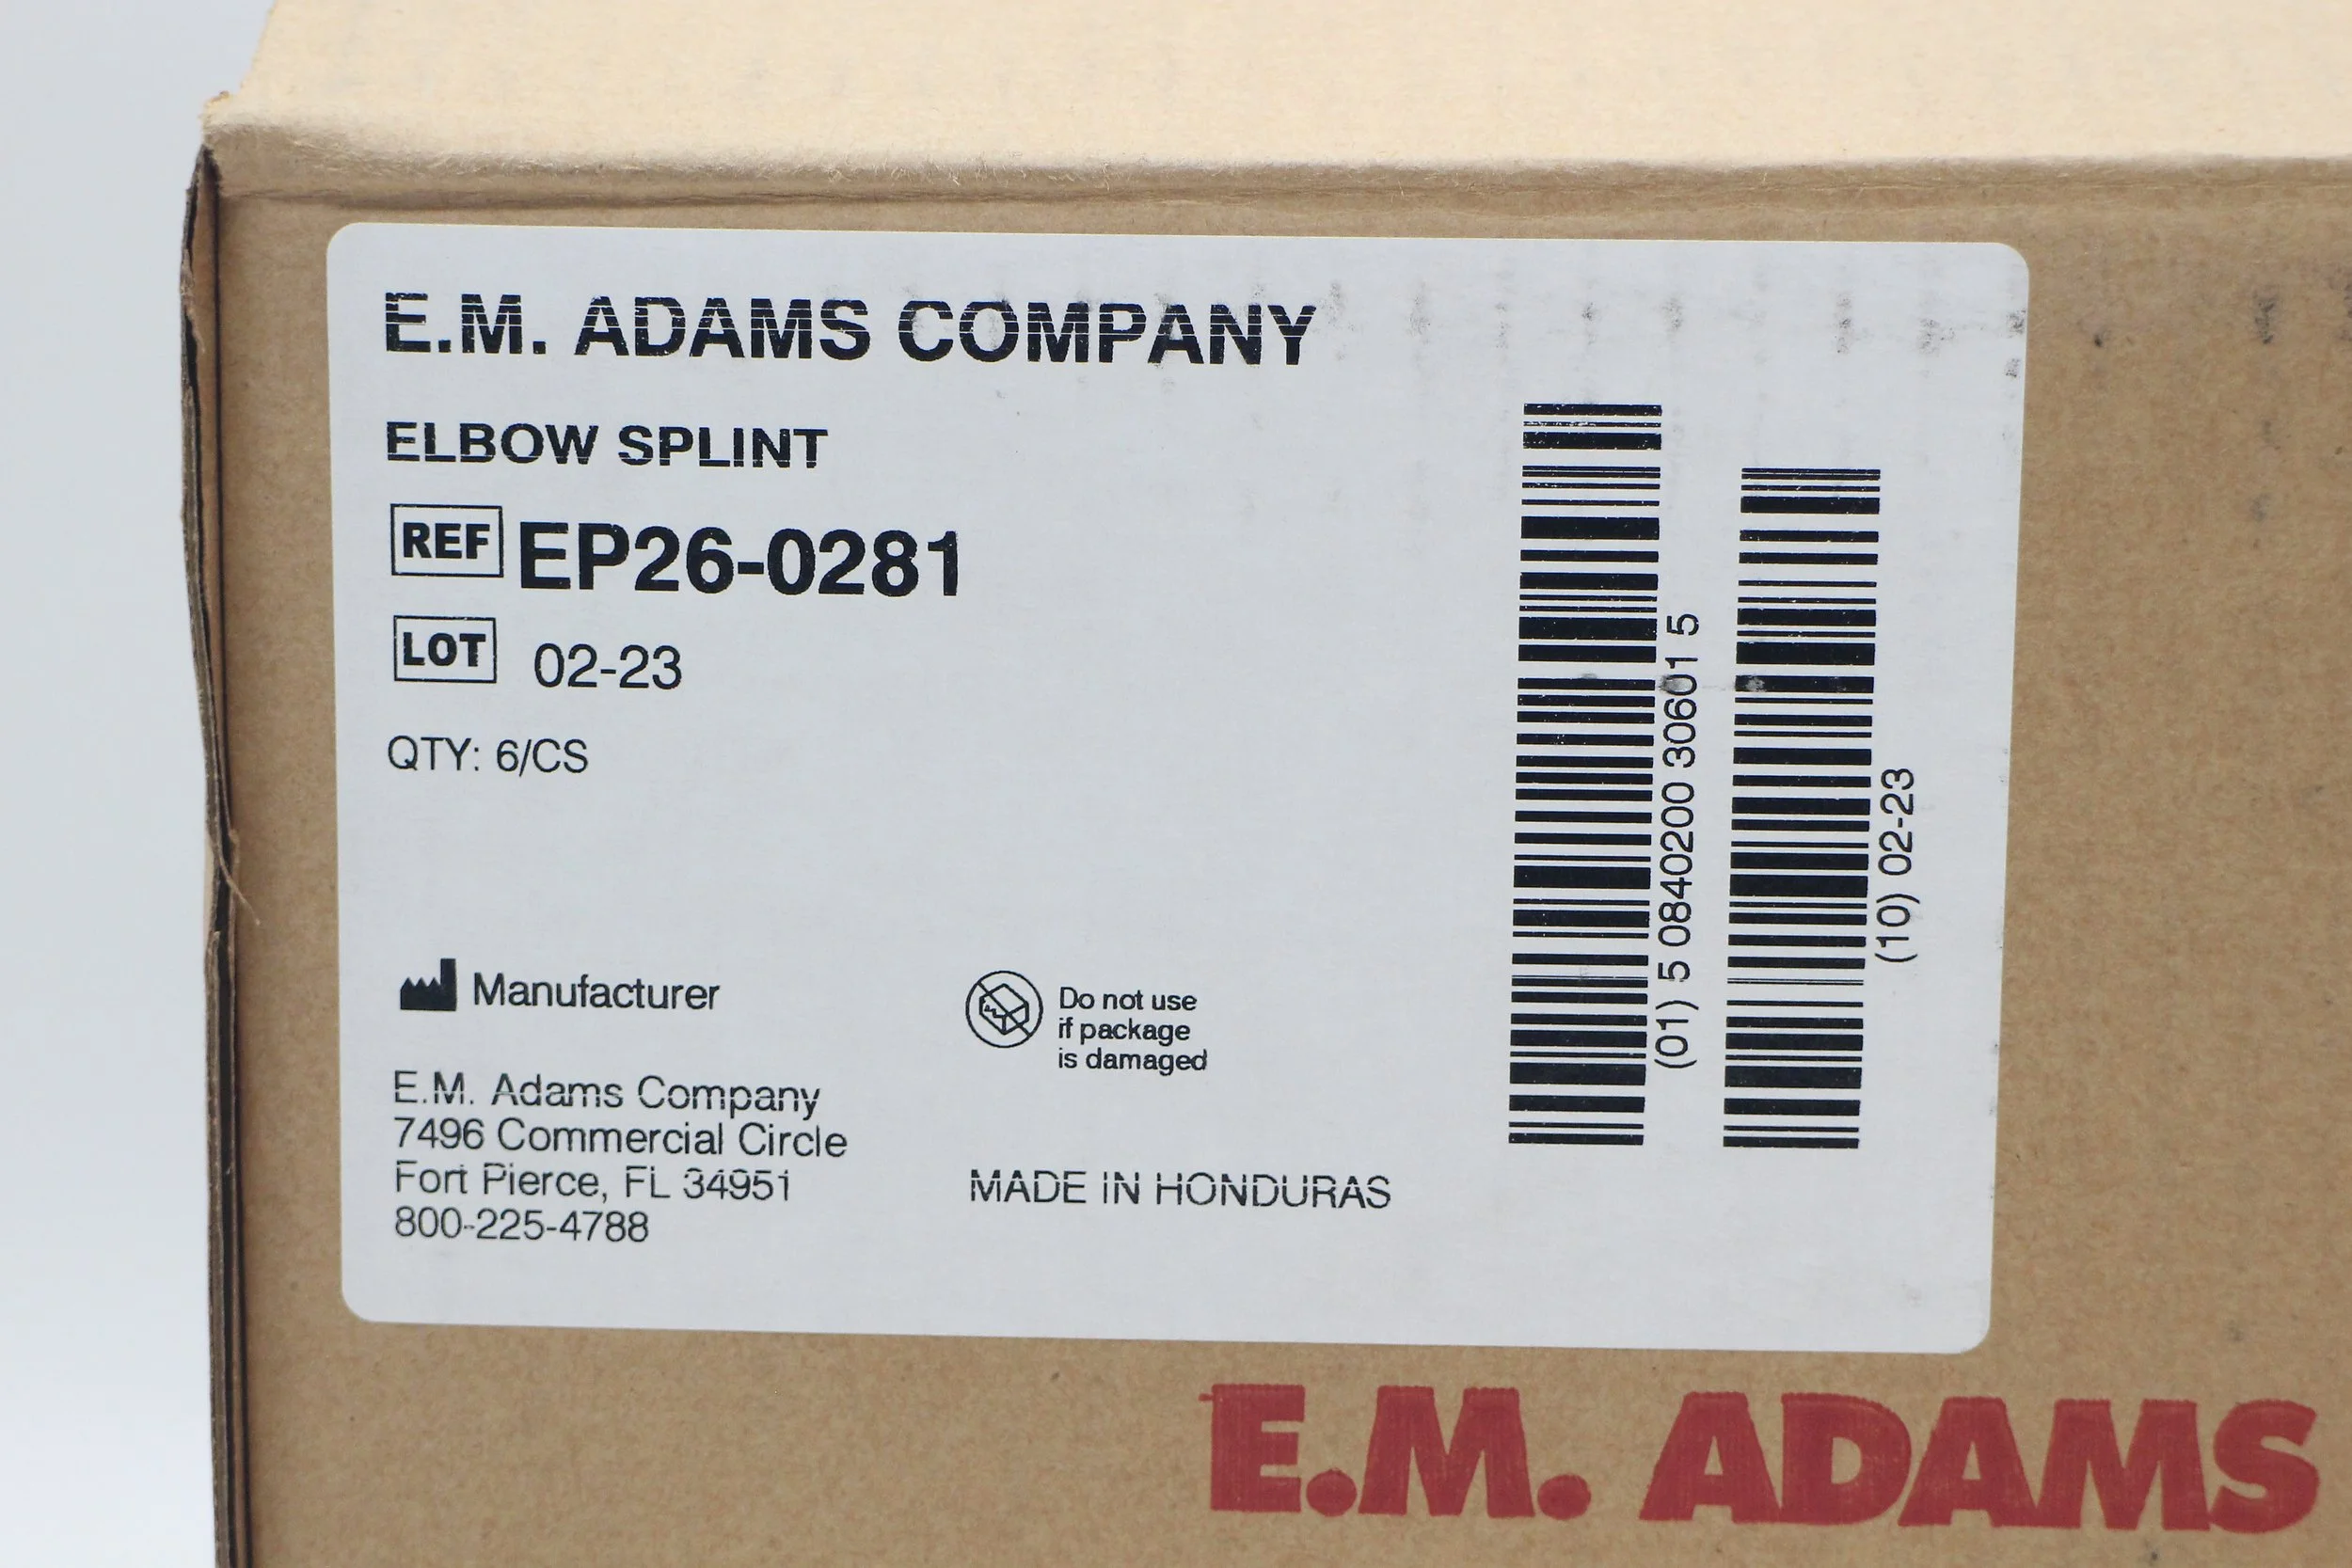 E.M. ADAMS COMPANY
ELBOW SPLINT
REF EP26-0281
LOT 02-23
QTY: 6/CS
Manufacturer
E.M. Adams Company
7496 Commercial Circle
Fort Pierce, FL 34951
800-225-4788
Do not use
if package
is damaged
MADE IN HONDURAS
(01) 5 0840200 30601 5
(10) 02-23
E.M. ADAMS